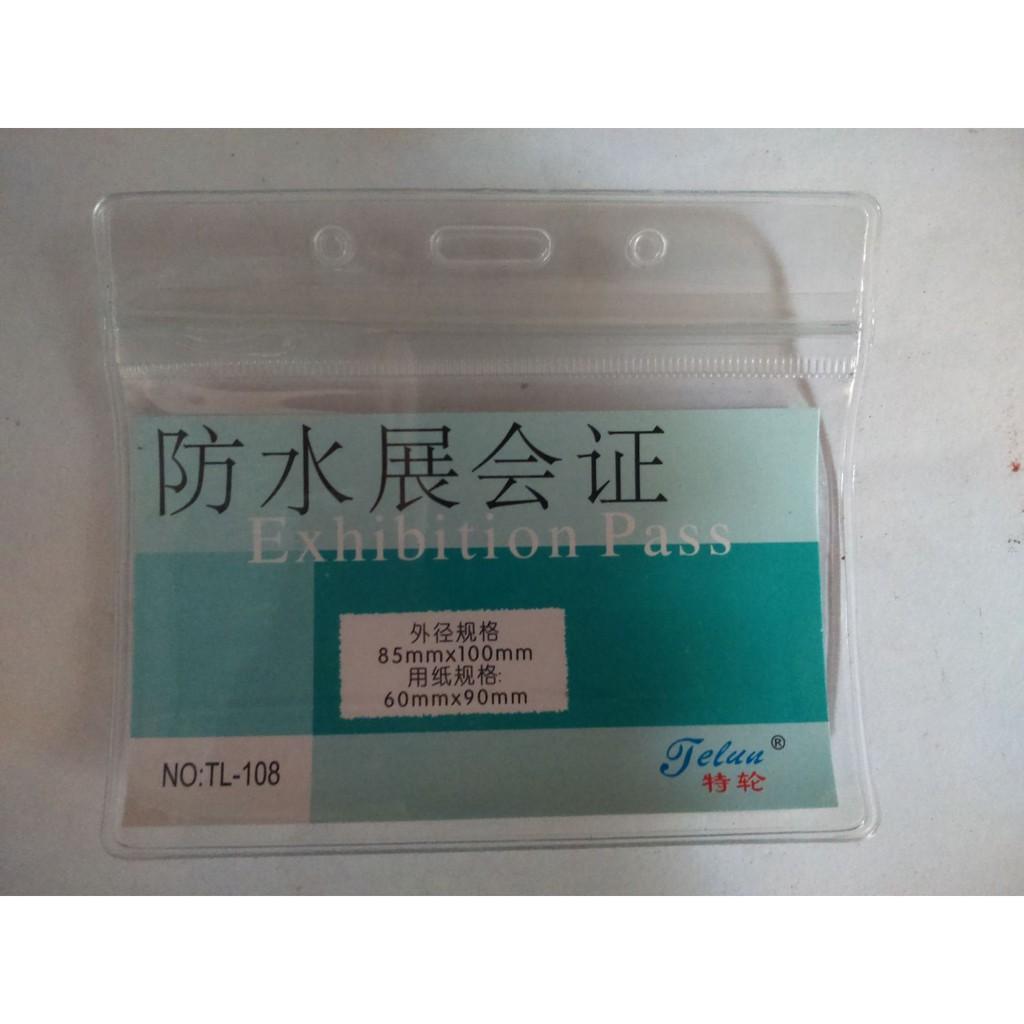 防水展会证
Exhibition Pass
外径规格
85mmx100mm
用纸规格:
60mmx90mm
NO:TL-108
Telun®
特轮